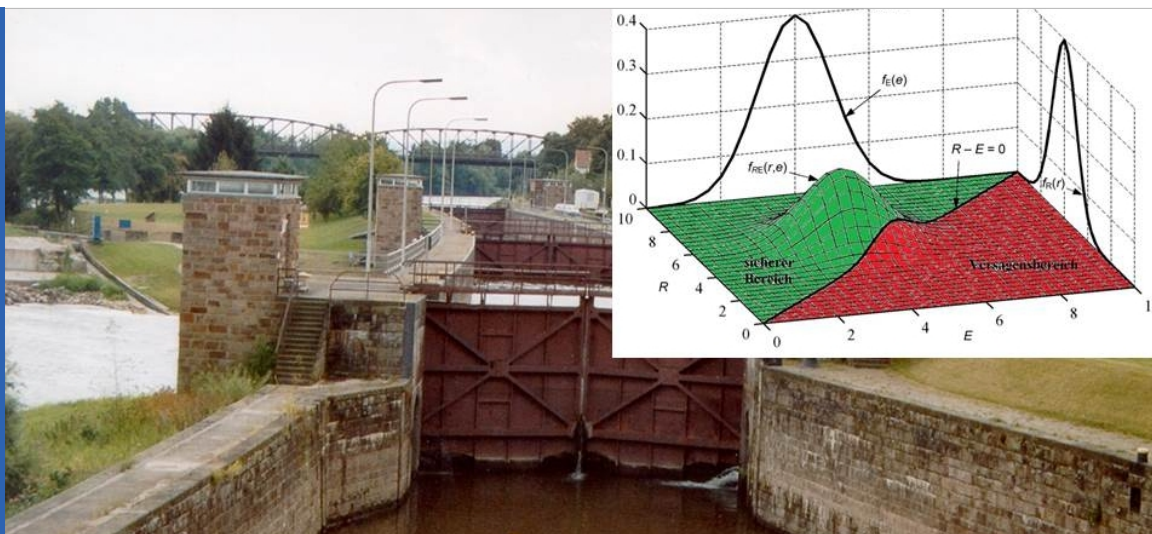 0.4
0.3
0.2
0.1
0
f_E(e)
R – E = 0
f_RE(r,e)
f_R(r)
10
8
6
4
2
0
R
sicherer
Bereich
Versagensbereich
0
2
4
6
8
1
E